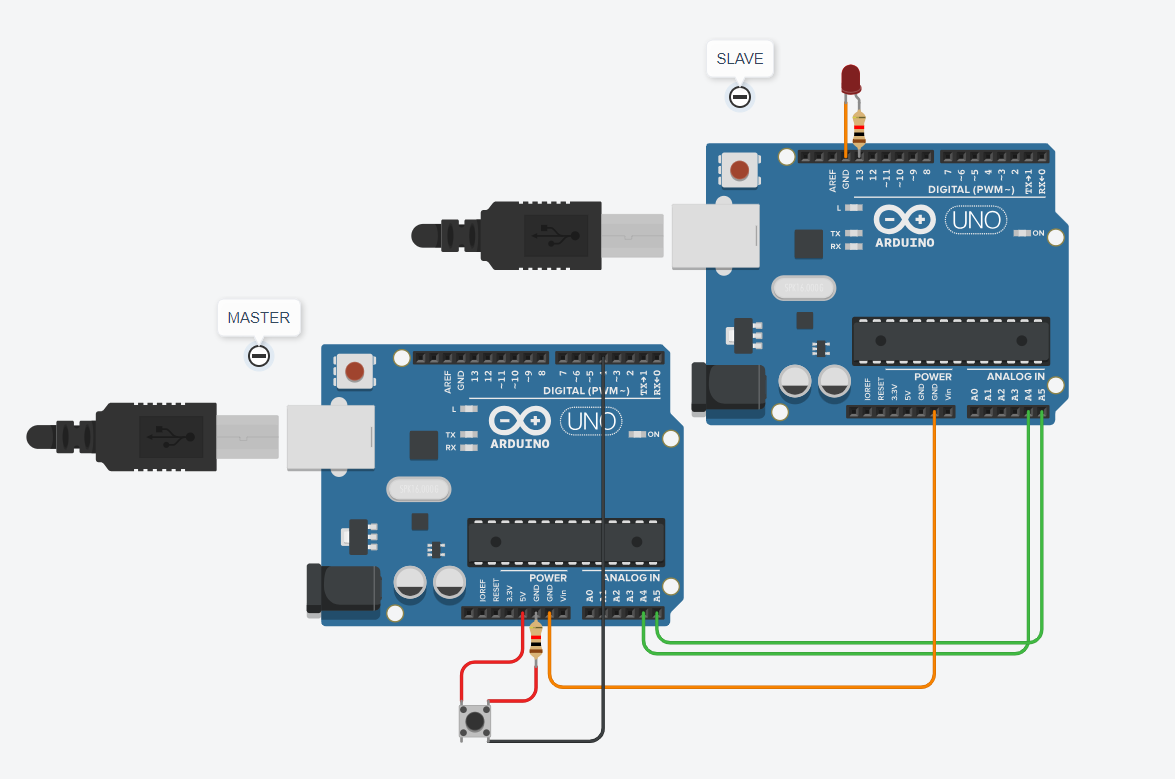 SLAVE
AREF GND 13 12 ~11 ~10 ~9 8 7 ~6 ~5 4 ~3 2 TX→1 RX←0
DIGITAL (PWM~)
L
UNO
TX
RX
ARDUINO
ON
MASTER
POWER
ANALOG IN
IOREF RESET 3.3V 5V GND GND Vin A0 A1 A2 A3 A4 A5
AREF GND 13 12 ~11 ~10 ~9 8 7 ~6 ~5 ~3 2 TX→1 RX←0
DIGITAL (PWM~)
L
UNO
TX
RX
ARDUINO
ON
POWER
ANALOG IN
IOREF RESET 3.3V 5V GND GND Vin A0 A2 A3 A4 A5